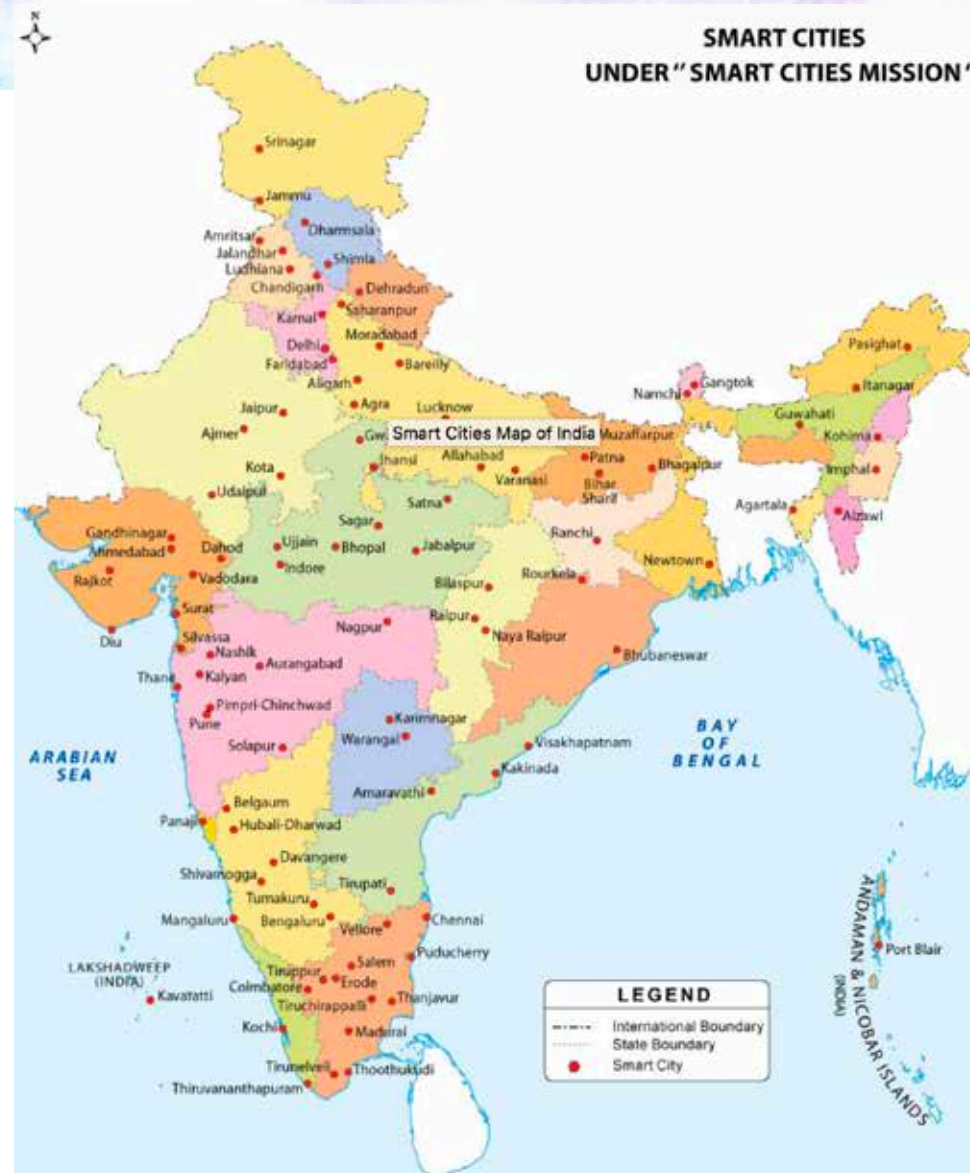 N
SMART CITIES
UNDER "SMART CITIES MISSION"
Srinagar
Jammu
Dharmsala
Amritsar
Jalandhar
Shimla
Ludhiana
Chandigarh
Dehradun
Saharanpur
Karnal
Moradabad
Delhi
Faridabad
Bareilly
Aligarh
Pasighat
Gangtok
Itanagar
Namchi
Jaipur
Agra
Lucknow
Guwahati
Ajmer
Gw
Smart Cities Map of India
Muzaffarpur
Kohima
Jhansi
Allahabad
Patna
Bhagalpur
Imphal
Kota
Varanasi
Bihar
Sharif
Udaipur
Satna
Agartala
Aizawl
Sagar
Gandhinagar
Ranchi
Ahmedabad
Dahod
Ujjain
Bhopal
Jabalpur
Newtown
Indore
Rajkot
Vadodara
Bilaspur
Rourkela
Surat
Raipur
Diu
Nagpur
Naya Raipur
Silvassa
Nashik
Bhubaneswar
Aurangabad
Thane
Kalyan
Pimpri-Chinchwad
Pune
Karimnagar
Warangal
Solapur
Visakhapatnam
BAY
OF
BENGAL
ARABIAN
SEA
Kakinada
Amaravathi
Belgaum
Panaji
Hubali-Dharwad
Davangere
Shivamogga
Tirupati
Tumakuru
Mangaluru
Bengaluru
Vellore
Chennai
Puducherry
Port Blair
ANDAMAN & NICOBAR ISLANDS
(INDIA)
LAKSHADWEEP
(INDIA)
Kavatatti
Salem
Tiruppur
Erode
Coimbatore
Tiruchirappalli
Thanjavur
Kochi
Madurai
Tirunelveli
Thoothukudi
Thiruvananthapuram
LEGEND
International Boundary
State Boundary
Smart City